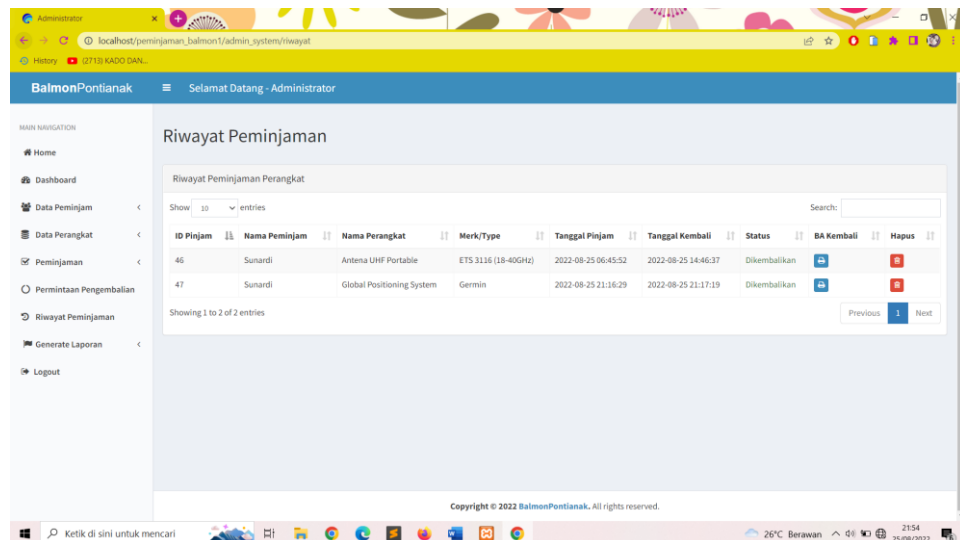 Administrator
localhost/peminjaman_balmon1/admin_system/riwayat
History (2713) KADO DAN...
BalmonPontianak Selamat Datang - Administrator
MAIN NAVIGATION
Home
Dashboard
Data Peminjam
Data Perangkat
Peminjaman
Permintaan Pengembalian
Riwayat Peminjaman
Generate Laporan
Logout
Riwayat Peminjaman
Riwayat Peminjaman Perangkat
Show 10 entries Search:
ID Pinjam Nama Peminjam Nama Perangkat Merk/Type Tanggal Pinjam Tanggal Kembali Status BA Kembali Hapus
46 Sunardi Antena UHF Portable ETS 3116 (18-40GHz) 2022-08-25 06:45:52 2022-08-25 14:46:37 Dikembalikan
47 Sunardi Global Positioning System Germin 2022-08-25 21:16:29 2022-08-25 21:17:19 Dikembalikan
Showing 1 to 2 of 2 entries Previous 1 Next
Copyright © 2022 BalmonPontianak. All rights reserved.
Ketik di sini untuk mencari 26°C Berawan 21:54
25/08/2022